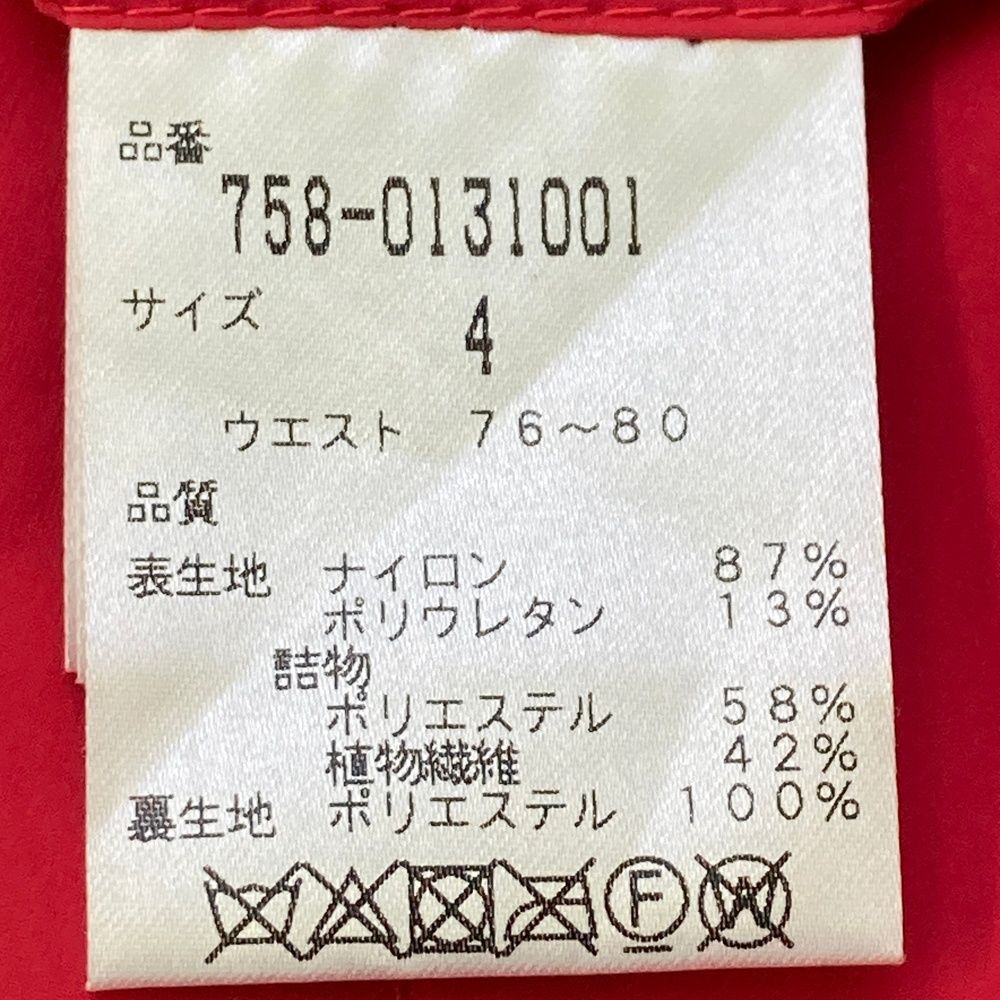 品番
758-0131001
サイズ 4
ウエスト 76～80
品質
表生地 ナイロン 87%
ポリウレタン 13%
詰物
ポリエステル 58%
植物繊維 42%
裏生地 ポリエステル 100%
F W